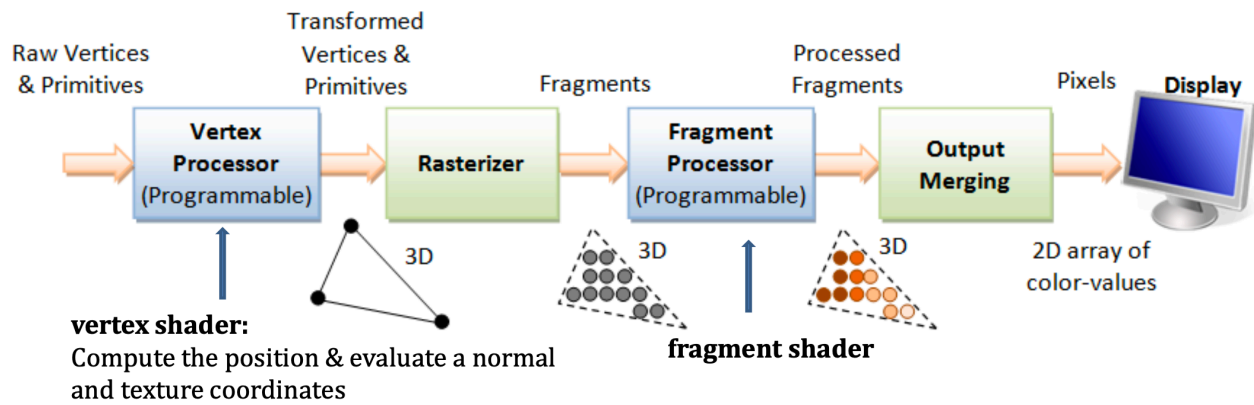 Raw Vertices
& Primitives
Transformed
Vertices &
Primitives
Fragments
Processed
Fragments
Pixels
Display
Vertex
Processor
(Programmable)
Rasterizer
Fragment
Processor
(Programmable)
Output
Merging
3D
3D
3D
2D array of
color-values
vertex shader:
Compute the position & evaluate a normal
and texture coordinates
fragment shader